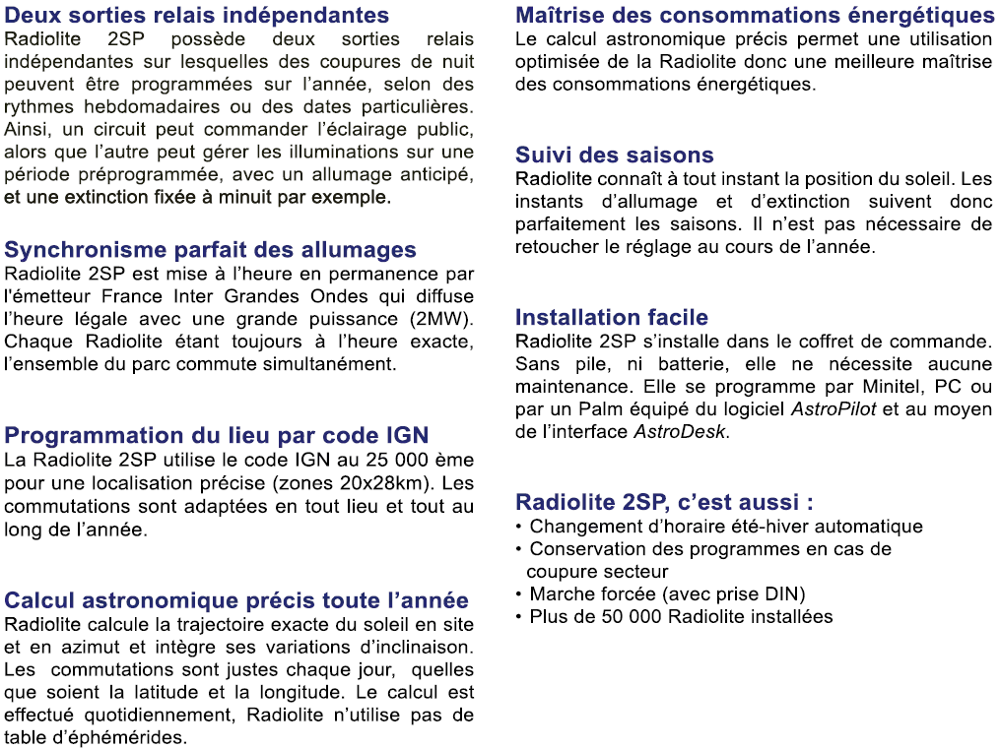 Deux sorties relais indépendantes
Radiolite 2SP possède deux sorties relais
indépendantes sur lesquelles des coupures de nuit
peuvent être programmées sur l’année, selon des
rythmes hebdomadaires ou des dates particulières.
Ainsi, un circuit peut commander l’éclairage public,
alors que l’autre peut gérer les illuminations sur une
période préprogrammée, avec un allumage anticipé,
et une extinction fixée à minuit par exemple.
Synchronisme parfait des allumages
Radiolite 2SP est mise à l’heure en permanence par
l'émetteur France Inter Grandes Ondes qui diffuse
l’heure légale avec une grande puissance (2MW).
Chaque Radiolite étant toujours à l’heure exacte,
l’ensemble du parc commute simultanément.
Programmation du lieu par code IGN
La Radiolite 2SP utilise le code IGN au 25 000 ème
pour une localisation précise (zones 20x28km). Les
commutations sont adaptées en tout lieu et tout au
long de l’année.
Calcul astronomique précis toute l’année
Radiolite calcule la trajectoire exacte du soleil en site
et en azimut et intègre ses variations d’inclinaison.
Les commutations sont justes chaque jour, quelles
que soient la latitude et la longitude. Le calcul est
effectué quotidiennement, Radiolite n’utilise pas de
table d’éphémérides.
Maîtrise des consommations énergétiques
Le calcul astronomique précis permet une utilisation
optimisée de la Radiolite donc une meilleure maîtrise
des consommations énergétiques.
Suivi des saisons
Radiolite connaît à tout instant la position du soleil. Les
instants d’allumage et d’extinction suivent donc
parfaitement les saisons. Il n’est pas nécessaire de
retoucher le réglage au cours de l’année.
Installation facile
Radiolite 2SP s’installe dans le coffret de commande.
Sans pile, ni batterie, elle ne nécessite aucune
maintenance. Elle se programme par Minitel, PC ou
par un Palm équipé du logiciel AstroPilot et au moyen
de l’interface AstroDesk.
Radiolite 2SP, c’est aussi :
• Changement d’horaire été-hiver automatique
• Conservation des programmes en cas de
coupure secteur
• Marche forcée (avec prise DIN)
• Plus de 50 000 Radiolite installées